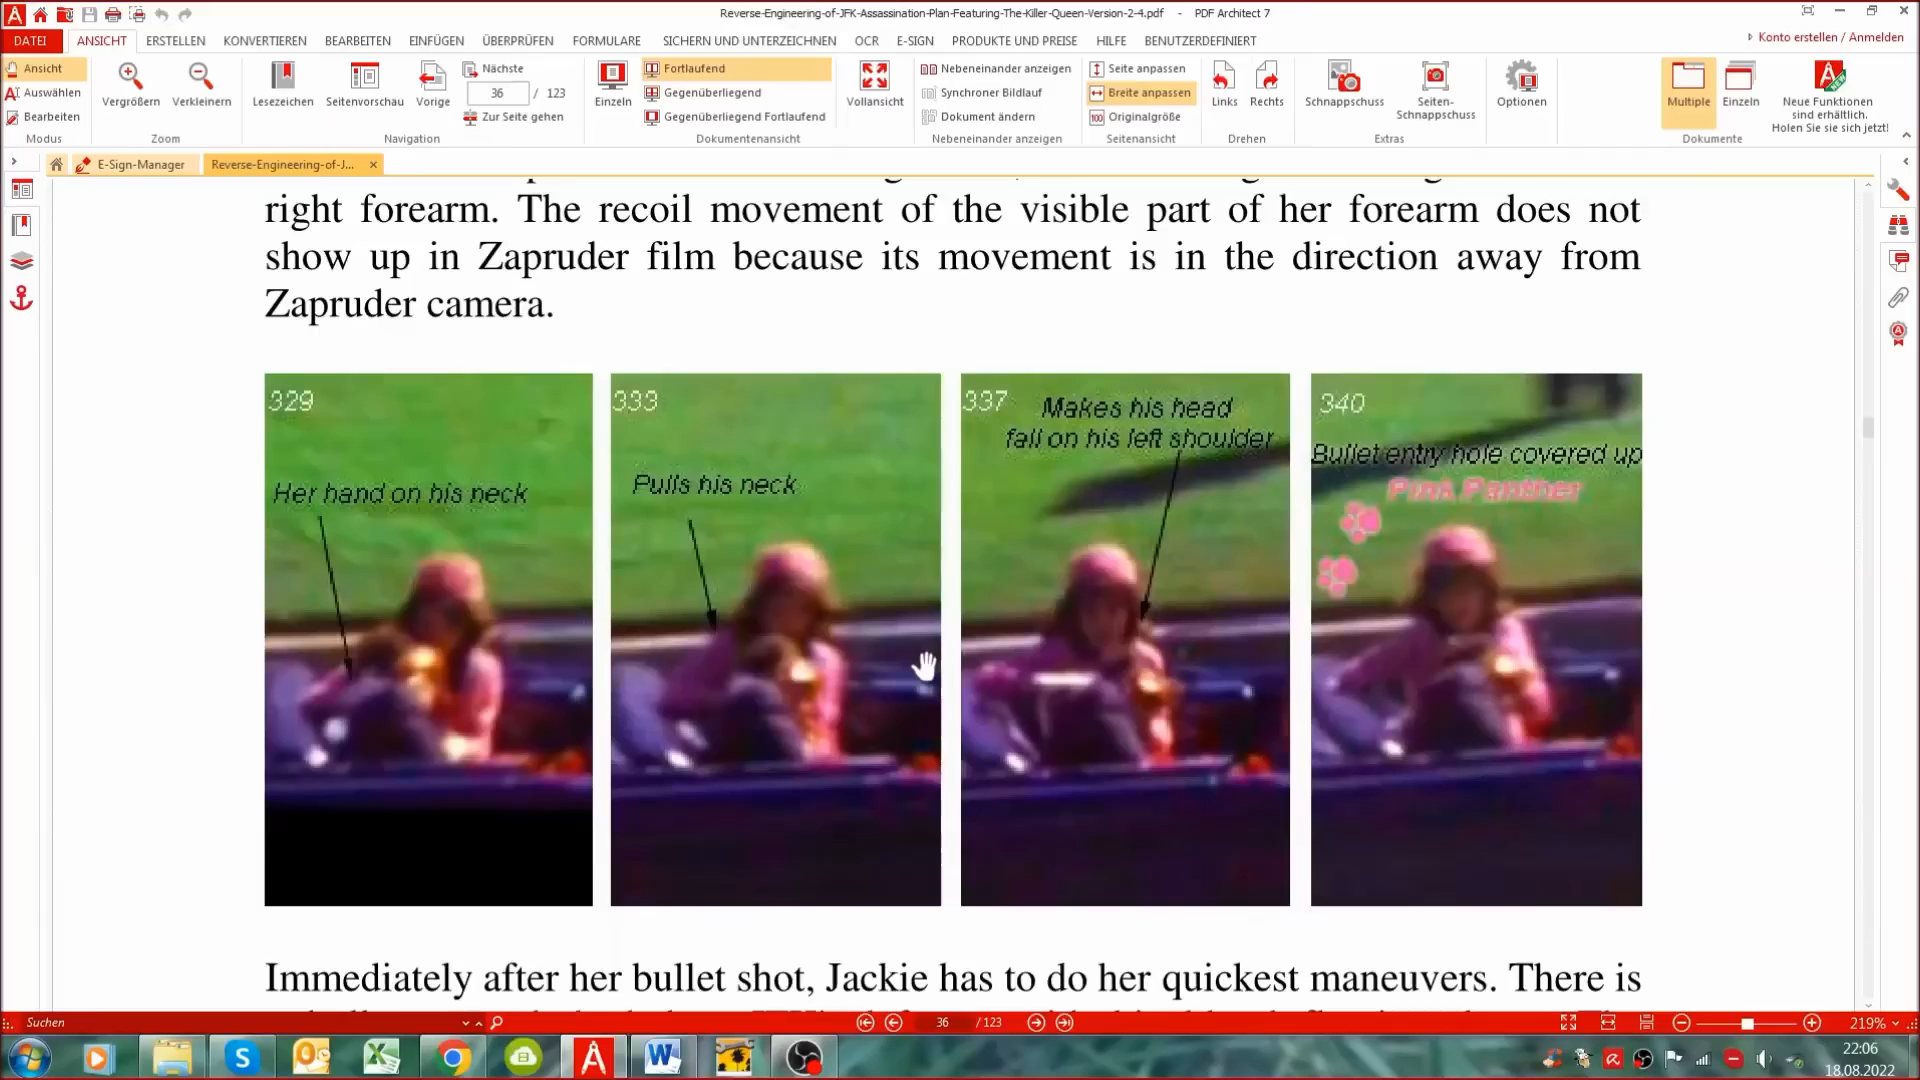 Reverse-Engineering-of-JFK-Assassination-Plan-Featuring-The-Killer-Queen-Version-2-4.pdf - PDF Architect 7
DATEI ANSICHT ERSTELLEN KONVERTIEREN BEARBEITEN EINFÜGEN ÜBERPRÜFEN FORMULARE SICHERN UND UNTERZEICHNEN OCR E-SIGN PRODUKTE UND PREISE HILFE BENUTZERDEFINIERT
Konto erstellen / Anmelden
Ansicht
Auswählen
Bearbeiten
Modus
Vergrößern Verkleinern
Zoom
Lesezeichen Seitenvorschau Vorige
Nächste
36 / 123
Zur Seite gehen
Navigation
Einzeln
Fortlaufend
Gegenüberliegend
Gegenüberliegend Fortlaufend
Dokumentenansicht
Vollansicht
Nebeneinander anzeigen
Synchroner Bildlauf
Dokument ändern
Nebeneinander anzeigen
Seite anpassen
Breite anpassen
100 Originalgröße
Seitenansicht
Links Rechts
Drehen
Schnappschuss
Seiten-
Schnappschuss
Extras
Optionen
Multiple Einzeln
Dokumente
NEW
Neue Funktionen
sind erhältlich.
Holen Sie sie sich jetzt!
E-Sign-Manager
Reverse-Engineering-of-J...
right forearm. The recoil movement of the visible part of her forearm does not
show up in Zapruder film because its movement is in the direction away from
Zapruder camera.
329
Her hand on his neck
333
Pulls his neck
337
Makes his head
fall on his left shoulder
340
Bullet entry hole covered up
Pink Panther
Immediately after her bullet shot, Jackie has to do her quickest maneuvers. There is
Suchen
36 / 123
219%
22:06
18.08.2022